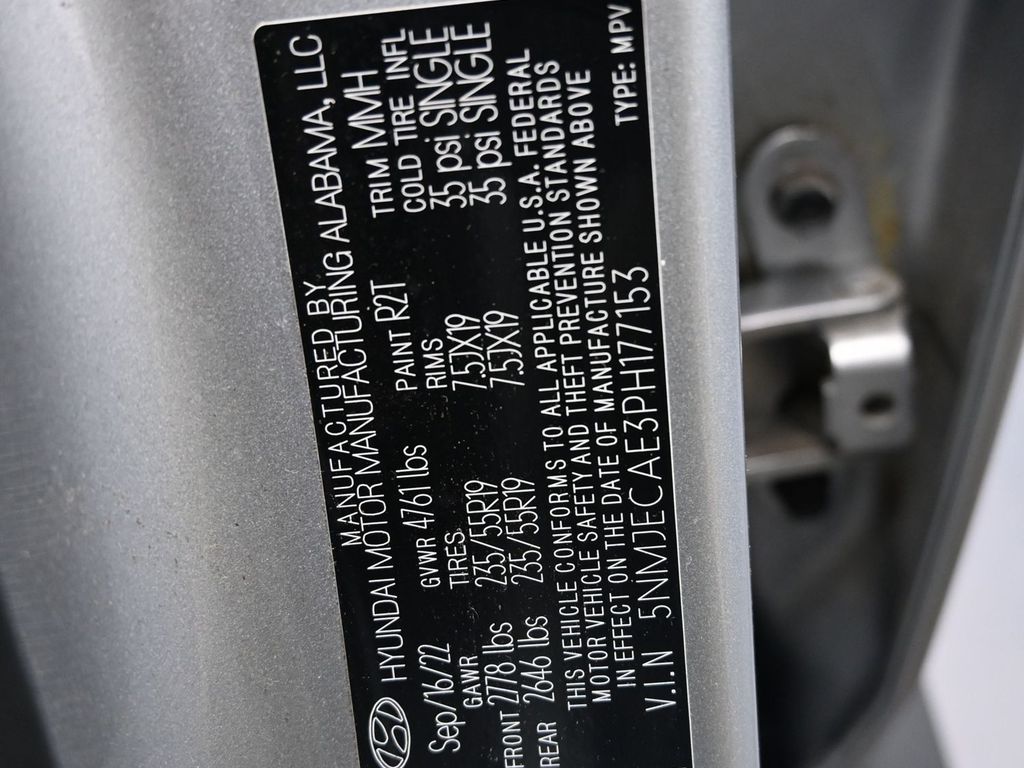 MANUFACTURED BY
HYUNDAI MOTOR MANUFACTURING ALABAMA, LLC
Sep/16/22 GVWR 4761 lbs PAINT R2T TRIM MMH
GAWR TIRES RIMS COLD TIRE INFL
FRONT 2778 lbs 235/55R19 7.5JX19 35 psi SINGLE
REAR 2646 lbs 235/55R19 7.5JX19 35 psi SINGLE
THIS VEHICLE CONFORMS TO ALL APPLICABLE U.S.A. FEDERAL
MOTOR VEHICLE SAFETY AND THEFT PREVENTION STANDARDS
IN EFFECT ON THE DATE OF MANUFACTURE SHOWN ABOVE
V.I.N 5NMJECAE3PH177153 TYPE: MPV